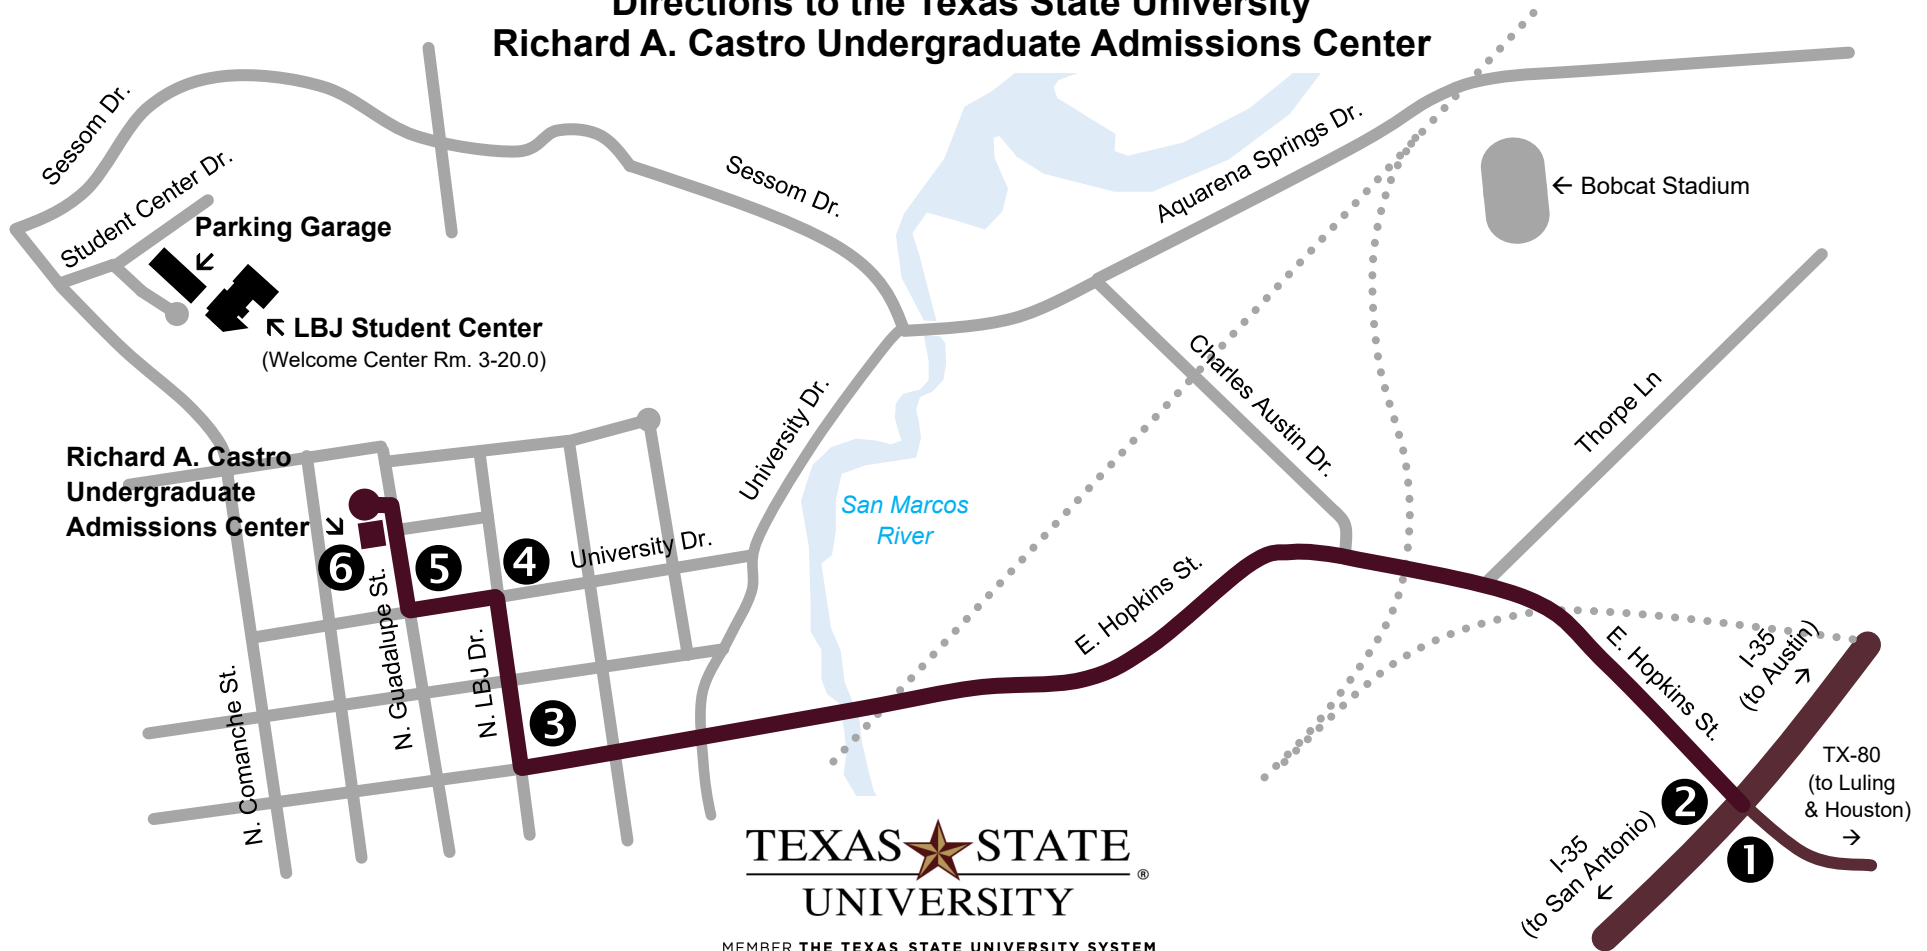 Directions to the Texas State University
Richard A. Castro Undergraduate Admissions Center
Sessom Dr.
Student Center Dr.
Parking Garage
LBJ Student Center
(Welcome Center Rm. 3-20.0)
Sessom Dr.
Aquarena Springs Dr.
← Bobcat Stadium
Charles Austin Dr.
Thorpe Ln
University Dr.
San Marcos
River
Richard A. Castro
Undergraduate
Admissions Center
6
5
4
University Dr.
N. Guadalupe St.
N. LBJ Dr.
N. Comanche St.
3
E. Hopkins St.
E. Hopkins St.
I-35
(to Austin)
TX-80
(to Luling
& Houston)
→
2
1
I-35
(to San Antonio)
TEXAS STATE
UNIVERSITY
®
MEMBER THE TEXAS STATE UNIVERSITY SYSTEM